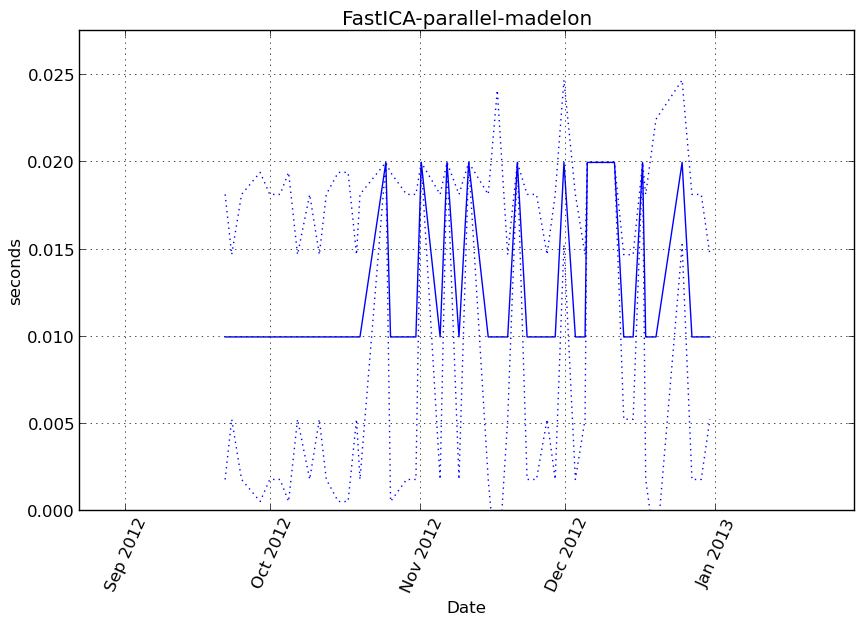 FastICA-parallel-madelon
0.025
0.020
0.015
0.010
0.005
0.000
seconds
Sep 2012
Oct 2012
Nov 2012
Dec 2012
Jan 2013
Date